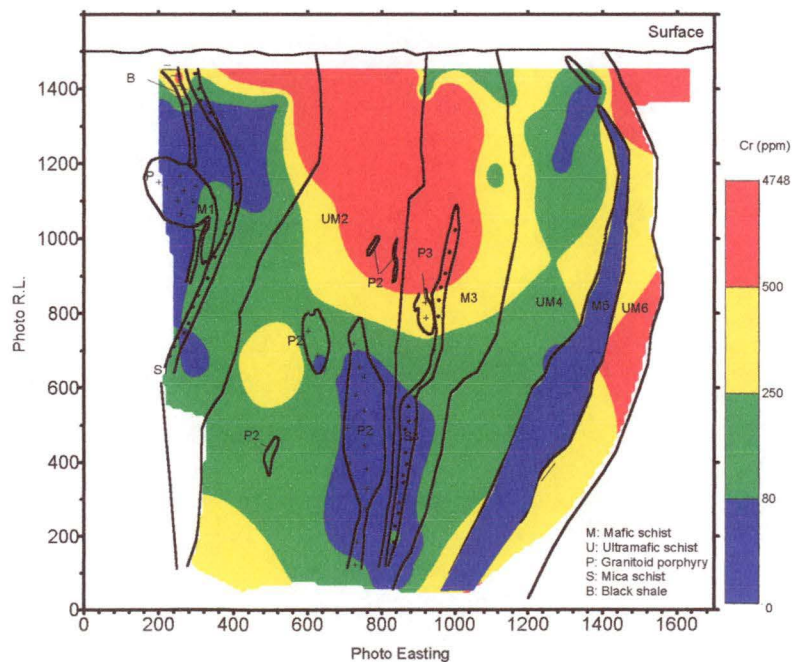 Surface
B
P
M1
UM2
P3
P2
M3
UM4
M5
UM6
P2
S
P2
P2
S3
M: Mafic schist
U: Ultramafic schist
P: Granitoid porphyry
S: Mica schist
B: Black shale
Photo R.L.
1400
1200
1000
800
600
400
200
0
0 200 400 600 800 1000 1200 1400 1600
Photo Easting
Cr (ppm)
4748
500
250
80
0